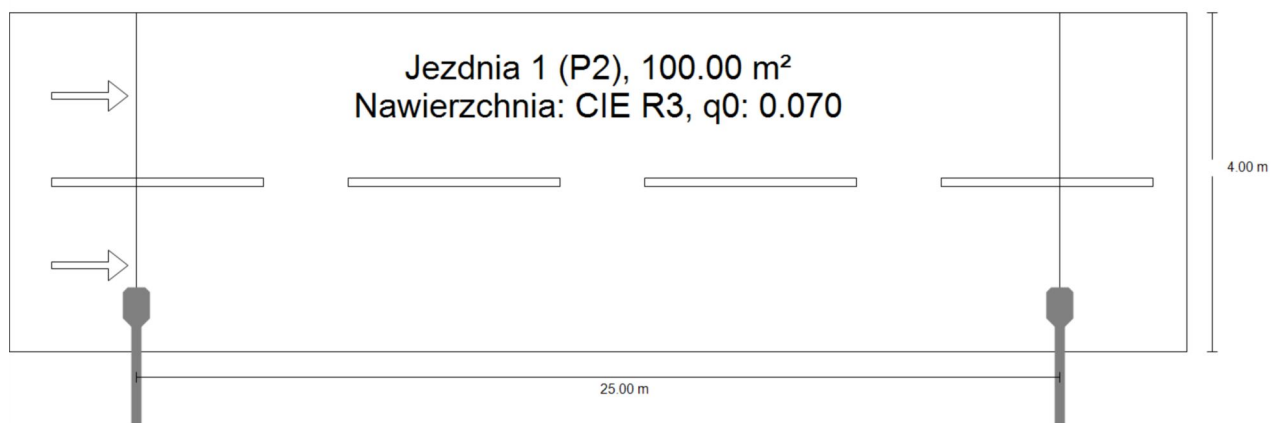 Jezdnia 1 (P2), 100.00 m²
Nawierzchnia: CIE R3, q0: 0.070
4.00 m
25.00 m